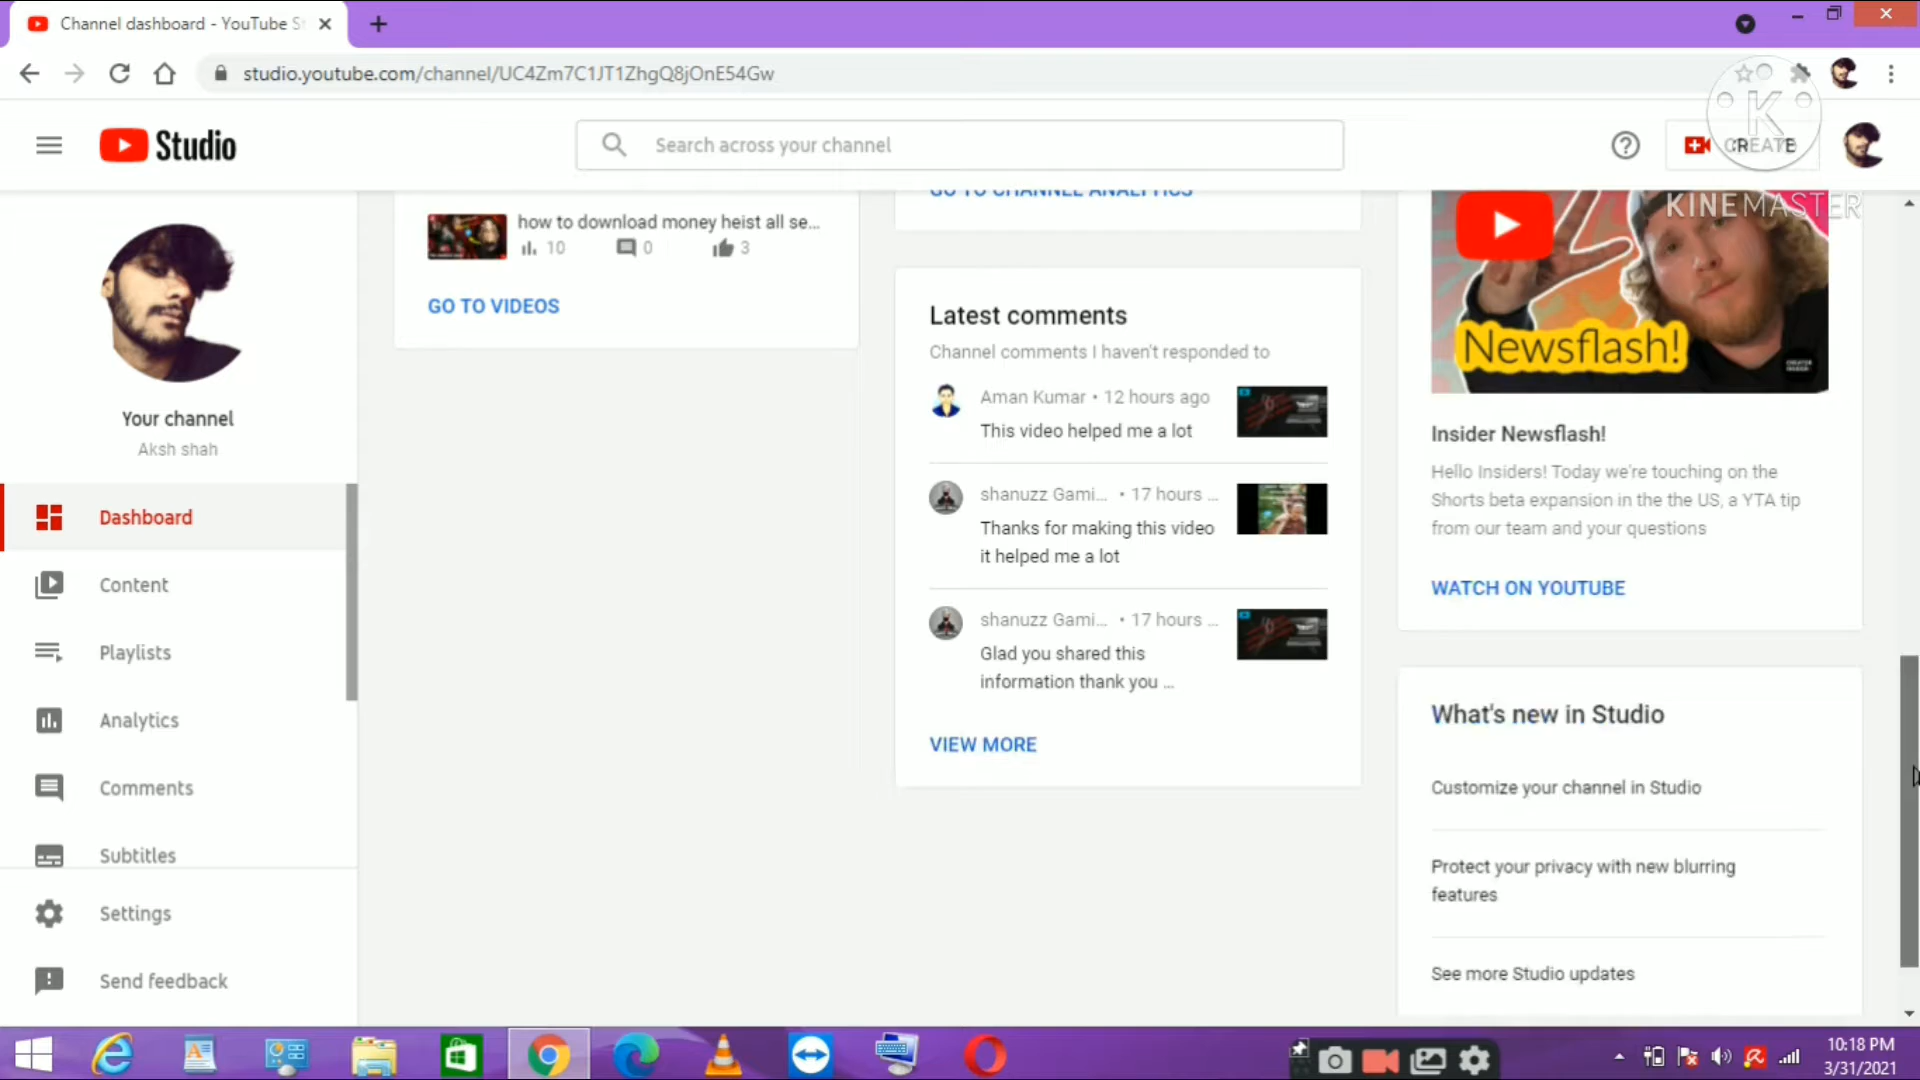 Channel dashboard - YouTube S
studio.youtube.com/channel/UC4Zm7C1JT1ZhgQ8jOnE54Gw
Studio
Search across your channel
CREATE
K
KINEMASTER
Your channel
Aksh shah
Dashboard
Content
Playlists
Analytics
Comments
Subtitles
Settings
Send feedback
how to download money heist all se...
10 0 3
GO TO VIDEOS
GO TO CHANNEL ANALYTICS
Latest comments
Channel comments I haven't responded to
Aman Kumar • 12 hours ago
This video helped me a lot
shanuzz Gami... • 17 hours ...
Thanks for making this video
it helped me a lot
shanuzz Gami... • 17 hours ...
Glad you shared this
information thank you ...
VIEW MORE
Newsflash!
Insider Newsflash!
Hello Insiders! Today we're touching on the
Shorts beta expansion in the the US, a YTA tip
from our team and your questions
WATCH ON YOUTUBE
What's new in Studio
Customize your channel in Studio
Protect your privacy with new blurring
features
See more Studio updates
10:18 PM
3/31/2021